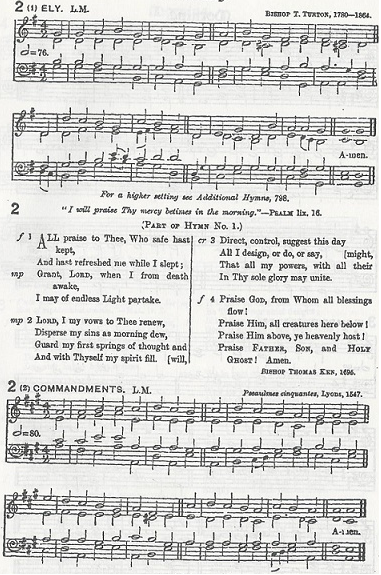 2 (1) ELY. L.M.
BISHOP T. TURTON, 1780—1864.
=76.
A-men.
For a higher setting see Additional Hymns, 798.
2
"I will praise Thy mercy betimes in the morning."—PSALM lix. 16.
(PART OF HYMN No. 1.)
f 1 ALL praise to Thee, Who safe hast
kept,
And hast refreshed me while I slept;
mp Grant, LORD, when I from death
awake,
I may of endless Light partake.
mp 2 LORD, I my vows to Thee renew,
Disperse my sins as morning dew,
Guard my first springs of thought and
And with Thyself my spirit fill. [will,
cr 3 Direct, control, suggest this day
All I design, or do, or say, [might,
That all my powers, with all their
In Thy sole glory may unite.
f 4 Praise GOD, from Whom all blessings
flow!
Praise Him, all creatures here below!
Praise Him above, ye heavenly host!
Praise FATHER, SON, and HOLY
GHOST! Amen.
BISHOP THOMAS KEN, 1695.
2 (2) COMMANDMENTS. L.M.
Pseaulmes cinquantes, Lyons, 1547.
=80.
A-men.